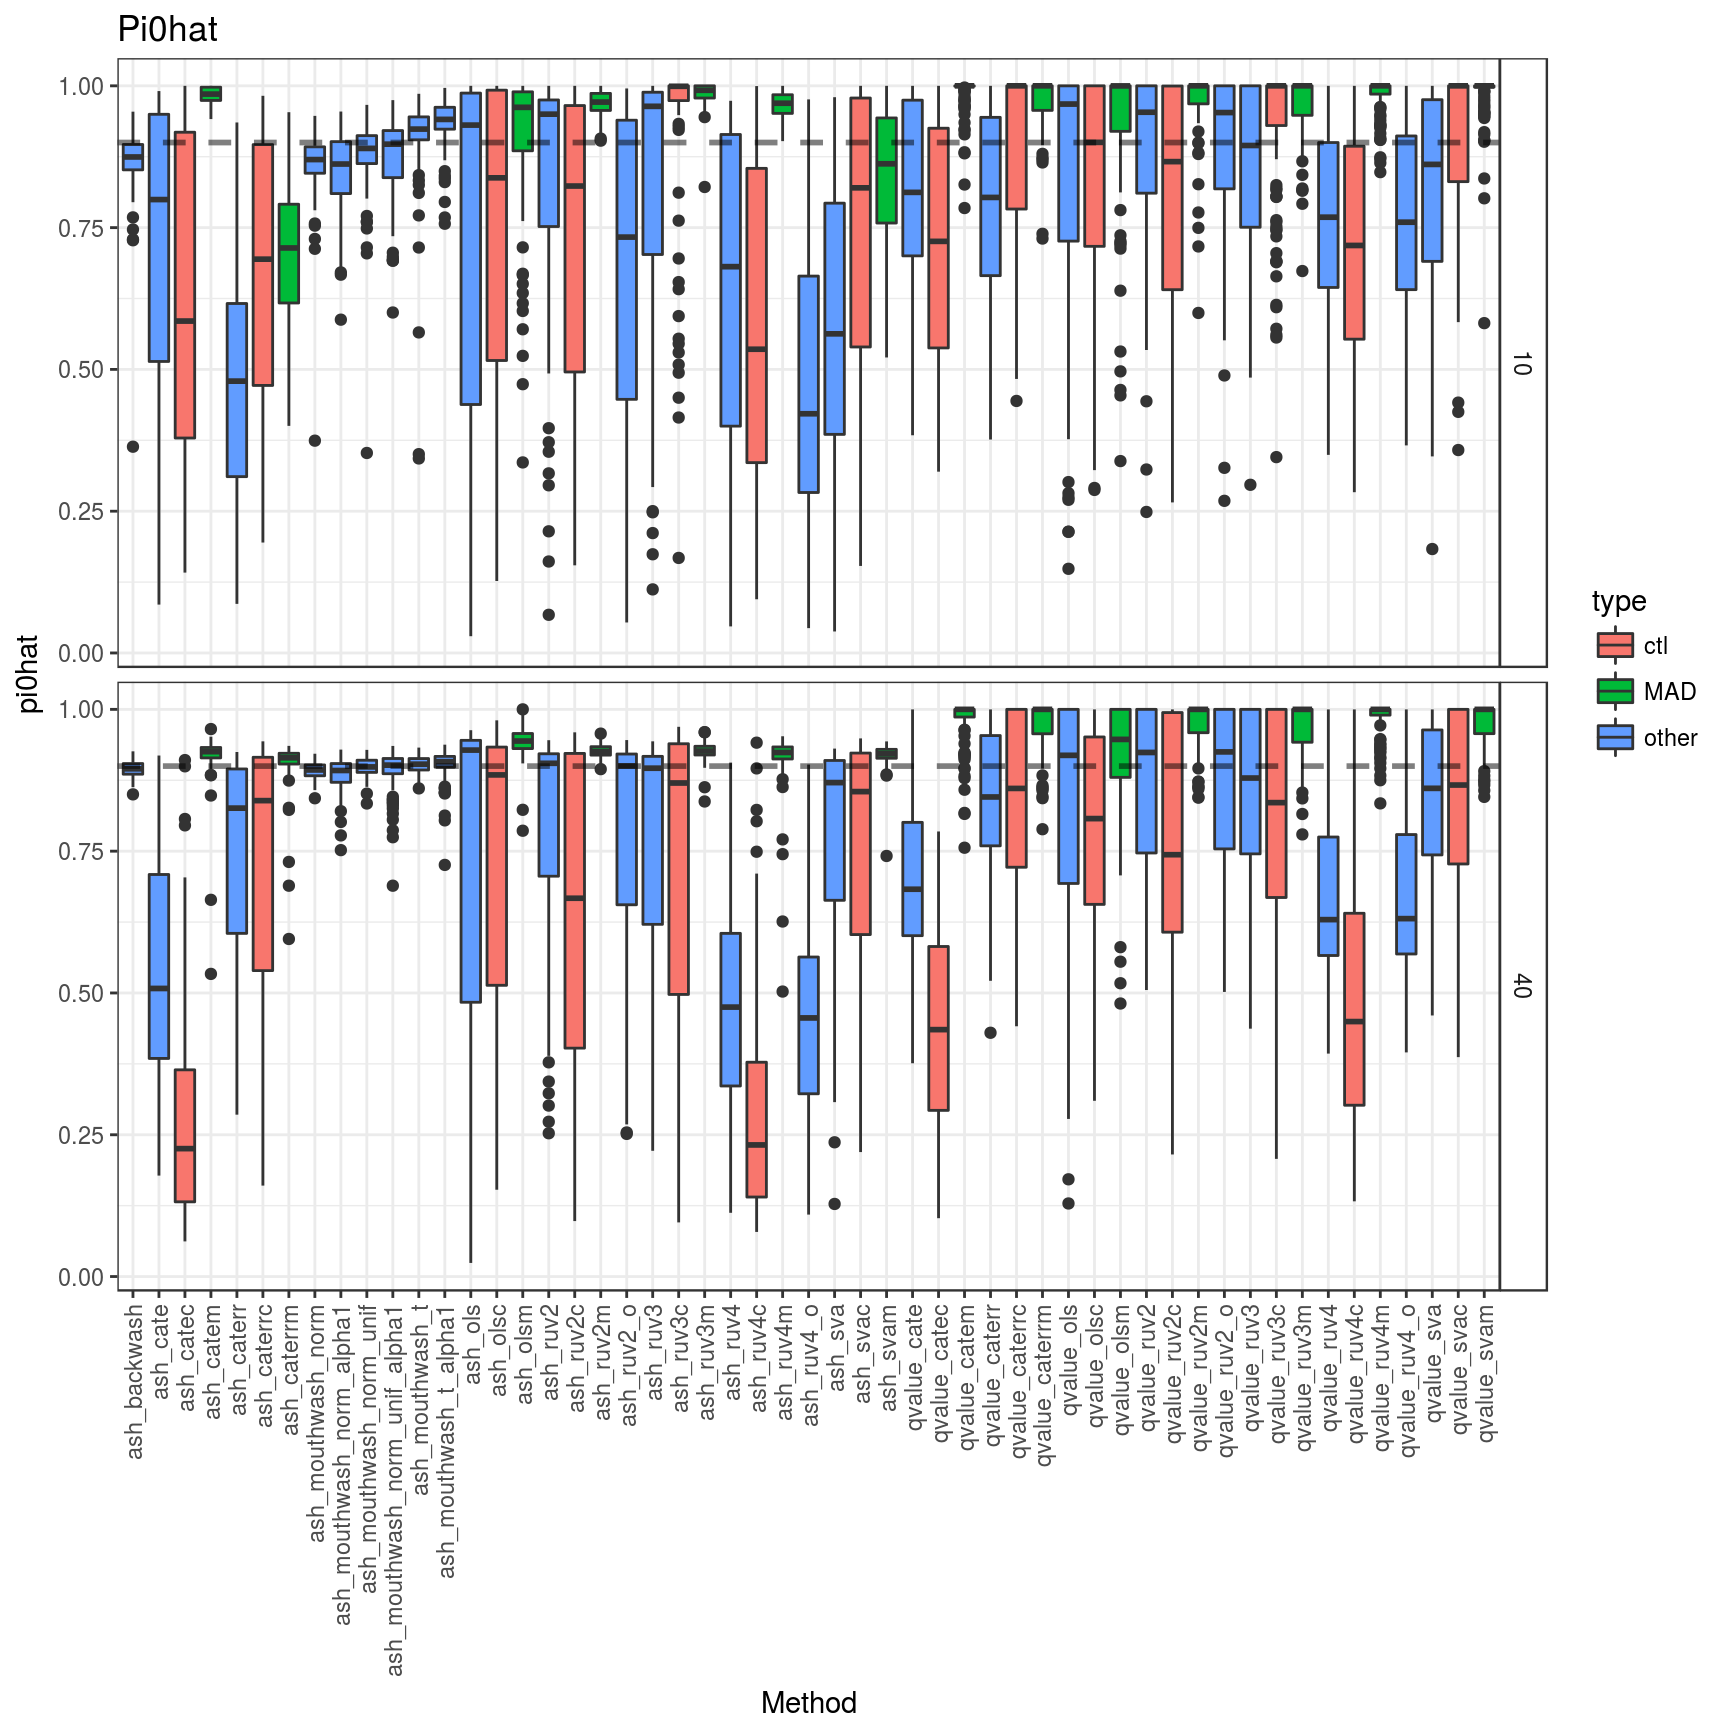 Pi0hat
1.00
0.75
0.50
0.25
0.00
10
pi0hat
1.00
0.75
0.50
0.25
0.00
40
type
ctl
MAD
other
ash_backwash
ash_cate
ash_catec
ash_catem
ash_caterr
ash_caterrc
ash_caterrm
ash_mouthwash_norm
ash_mouthwash_norm_alpha1
ash_mouthwash_norm_unif
ash_mouthwash_norm_unif_alpha1
ash_mouthwash_t
ash_mouthwash_t_alpha1
ash_ols
ash_olsc
ash_olsm
ash_ruv2
ash_ruv2c
ash_ruv2m
ash_ruv2_o
ash_ruv3
ash_ruv3c
ash_ruv3m
ash_ruv4
ash_ruv4c
ash_ruv4m
ash_ruv4_o
ash_sva
ash_svac
ash_svam
qvalue_cate
qvalue_catec
qvalue_catem
qvalue_caterr
qvalue_caterrc
qvalue_caterrm
qvalue_ols
qvalue_olsc
qvalue_olsm
qvalue_ruv2
qvalue_ruv2c
qvalue_ruv2m
qvalue_ruv2_o
qvalue_ruv3
qvalue_ruv3c
qvalue_ruv3m
qvalue_ruv4
qvalue_ruv4c
qvalue_ruv4m
qvalue_ruv4_o
qvalue_sva
qvalue_svac
qvalue_svam
Method